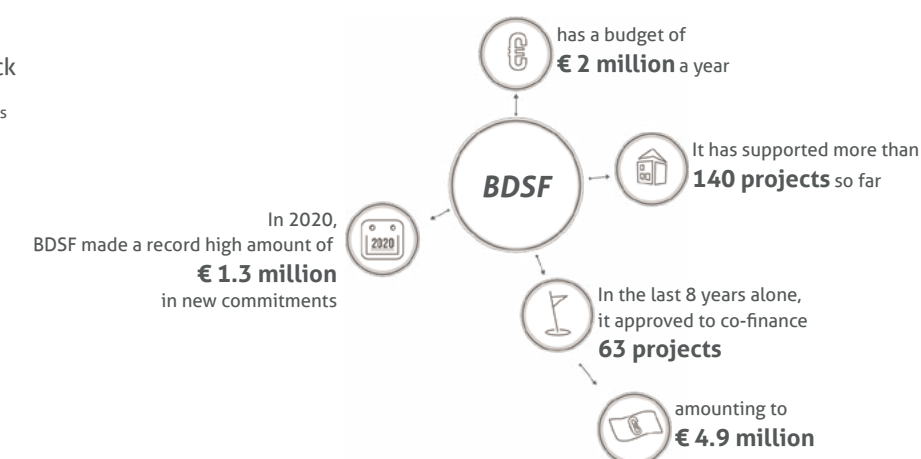 has a budget of
€ 2 million a year
BDSF
It has supported more than
140 projects so far
In 2020,
BDSF made a record high amount of
€ 1.3 million
in new commitments
2020
In the last 8 years alone,
it approved to co-finance
63 projects
amounting to
€ 4.9 million